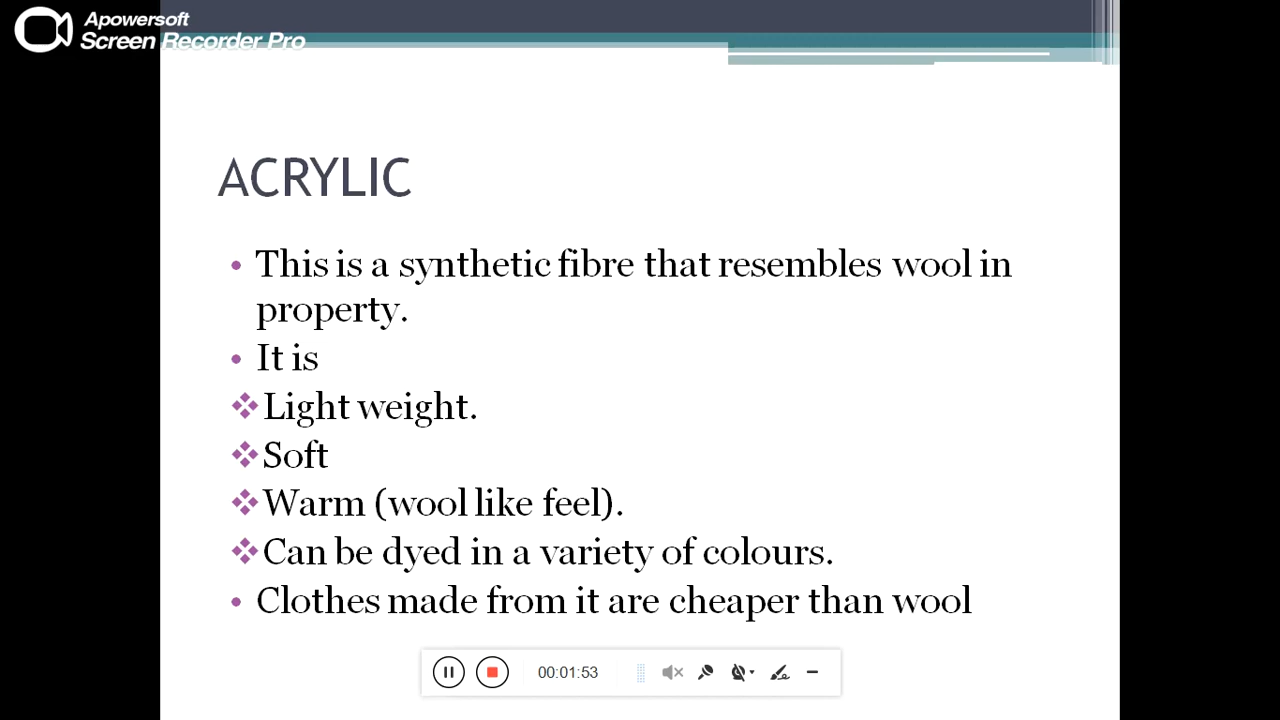 Apowersoft
Screen Recorder Pro
ACRYLIC
• This is a synthetic fibre that resembles wool in
property.
• It is
❖Light weight.
❖Soft
❖Warm (wool like feel).
❖Can be dyed in a variety of colours.
• Clothes made from it are cheaper than wool
00:01:53